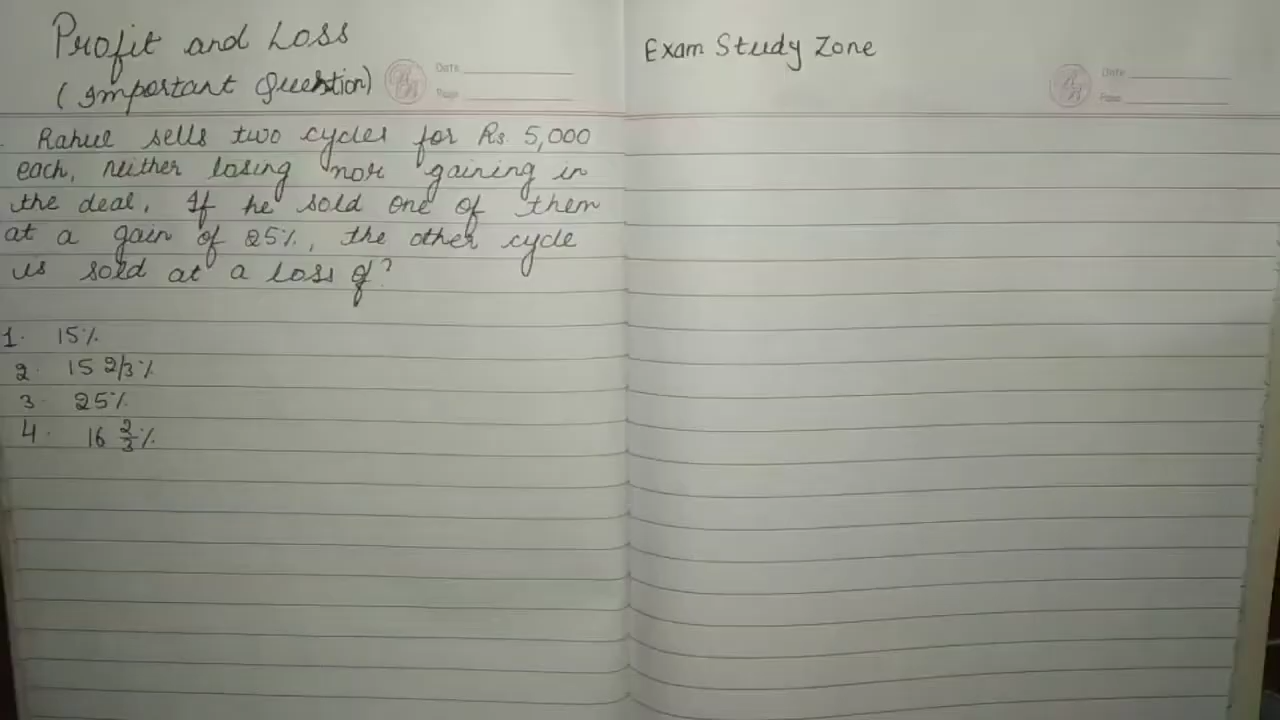 Profit and Loss
(Important Question)
Date
Page
Rahul sells two cycles for Rs. 5,000
each, neither losing nor gaining in
the deal. If he sold one of them
at a gain of 25%, the other cycle
is sold at a loss of?
1. 15%
2. 15 2/3%
3. 25%
4. 16 2/3%
Exam Study Zone
Date
Page